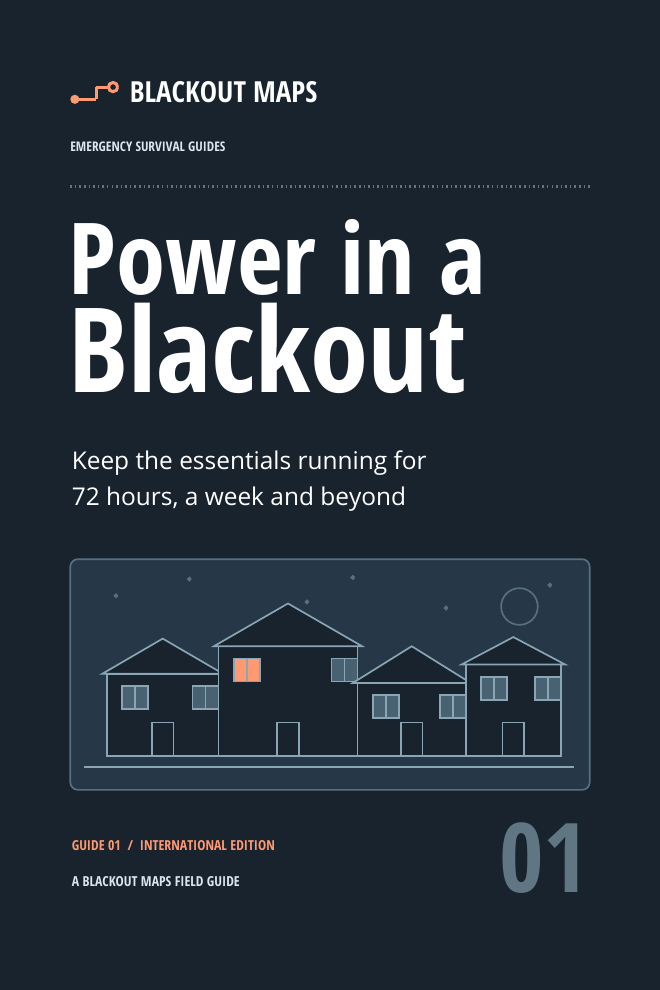 BLACKOUT MAPS
EMERGENCY SURVIVAL GUIDES
Power in a
Blackout
Keep the essentials running for
72 hours, a week and beyond
GUIDE 01 / INTERNATIONAL EDITION
01
A BLACKOUT MAPS FIELD GUIDE